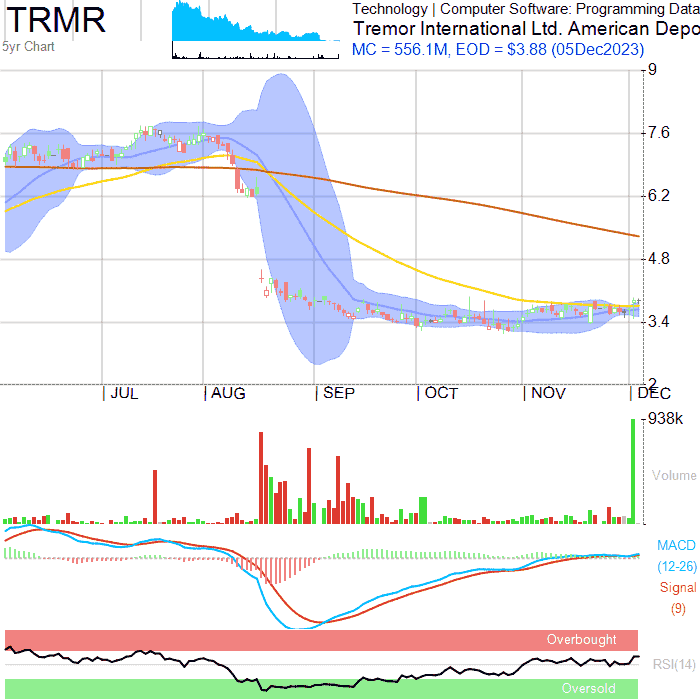 TRMR
5yr Chart
Technology | Computer Software: Programming Data
Tremor International Ltd. American Depo
MC = 556.1M, EOD = $3.88 (05Dec2023)
9
7.6
6.2
4.8
3.4
2
JUL
AUG
SEP
OCT
NOV
DEC
938k
Volume
MACD
(12-26)
Signal
(9)
Overbought
RSI(14)
Oversold